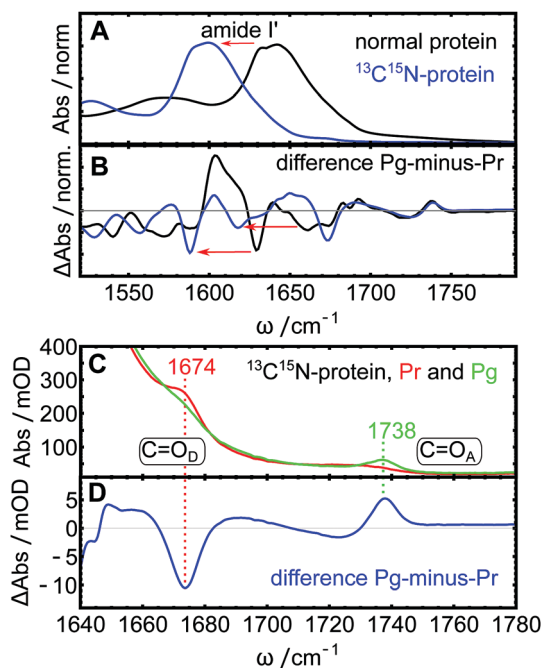 A
amide I'
normal protein
¹³C¹⁵N-protein
Abs / norm
B
difference Pg-minus-Pr
ΔAbs / norm.
1550 1600 1650 1700 1750
ω /cm⁻¹
C
1674
¹³C¹⁵N-protein, Pr and Pg
1738
C=O_D
C=O_A
Abs / mOD
400
300
200
100
D
difference Pg-minus-Pr
ΔAbs / mOD
5
0
- 5
- 10
1640 1660 1680 1700 1720 1740 1760 1780
ω /cm⁻¹